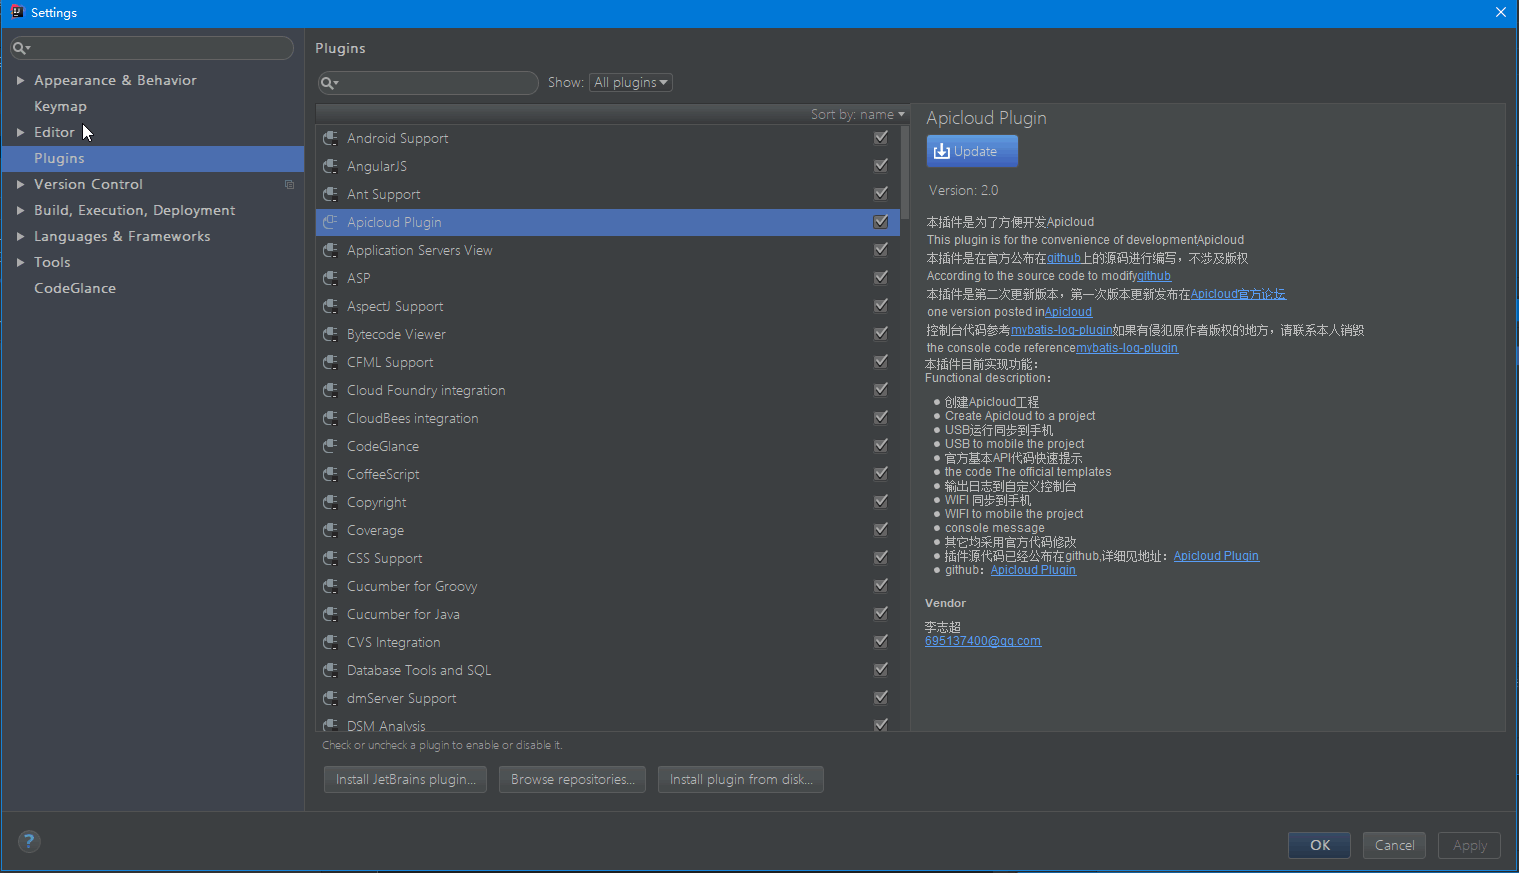 Settings
Appearance & Behavior
Keymap
Editor
Plugins
Version Control
Build, Execution, Deployment
Languages & Frameworks
Tools
CodeGlance
Plugins
Show: All plugins
Sort by: name
Android Support
AngularJS
Ant Support
Apicloud Plugin
Application Servers View
ASP
AspectJ Support
Bytecode Viewer
CFML Support
Cloud Foundry integration
CloudBees integration
CodeGlance
CoffeeScript
Copyright
Coverage
CSS Support
Cucumber for Groovy
Cucumber for Java
CVS Integration
Database Tools and SQL
dmServer Support
DSM Analysis
Check or uncheck a plugin to enable or disable it.
Install JetBrains plugin...
Browse repositories...
Install plugin from disk...
Apicloud Plugin
Update
Version: 2.0
本插件是为了方便开发Apicloud
This plugin is for the convenience of developmentApicloud
本插件是在官方公布在github上的源码进行编写，不涉及版权
According to the source code to modifygithub
本插件是第二次更新版本，第一次版本更新发布在Apicloud官方论坛
one version posted inApicloud
控制台代码参考mybatis-log-plugin如果有侵犯原作者版权的地方，请联系本人销毁
the console code referencemybatis-log-plugin
本插件目前实现功能：
Functional description：
创建Apicloud工程
Create Apicloud to a project
USB运行同步到手机
USB to mobile the project
官方基本API代码快速提示
the code The official templates
输出日志到自定义控制台
WIFI 同步到手机
WIFI to mobile the project
console message
其它均采用官方代码修改
插件源代码已经公布在github,详细见地址：Apicloud Plugin
github：Apicloud Plugin
Vendor
李志超
695137400@qq.com
?
OK
Cancel
Apply